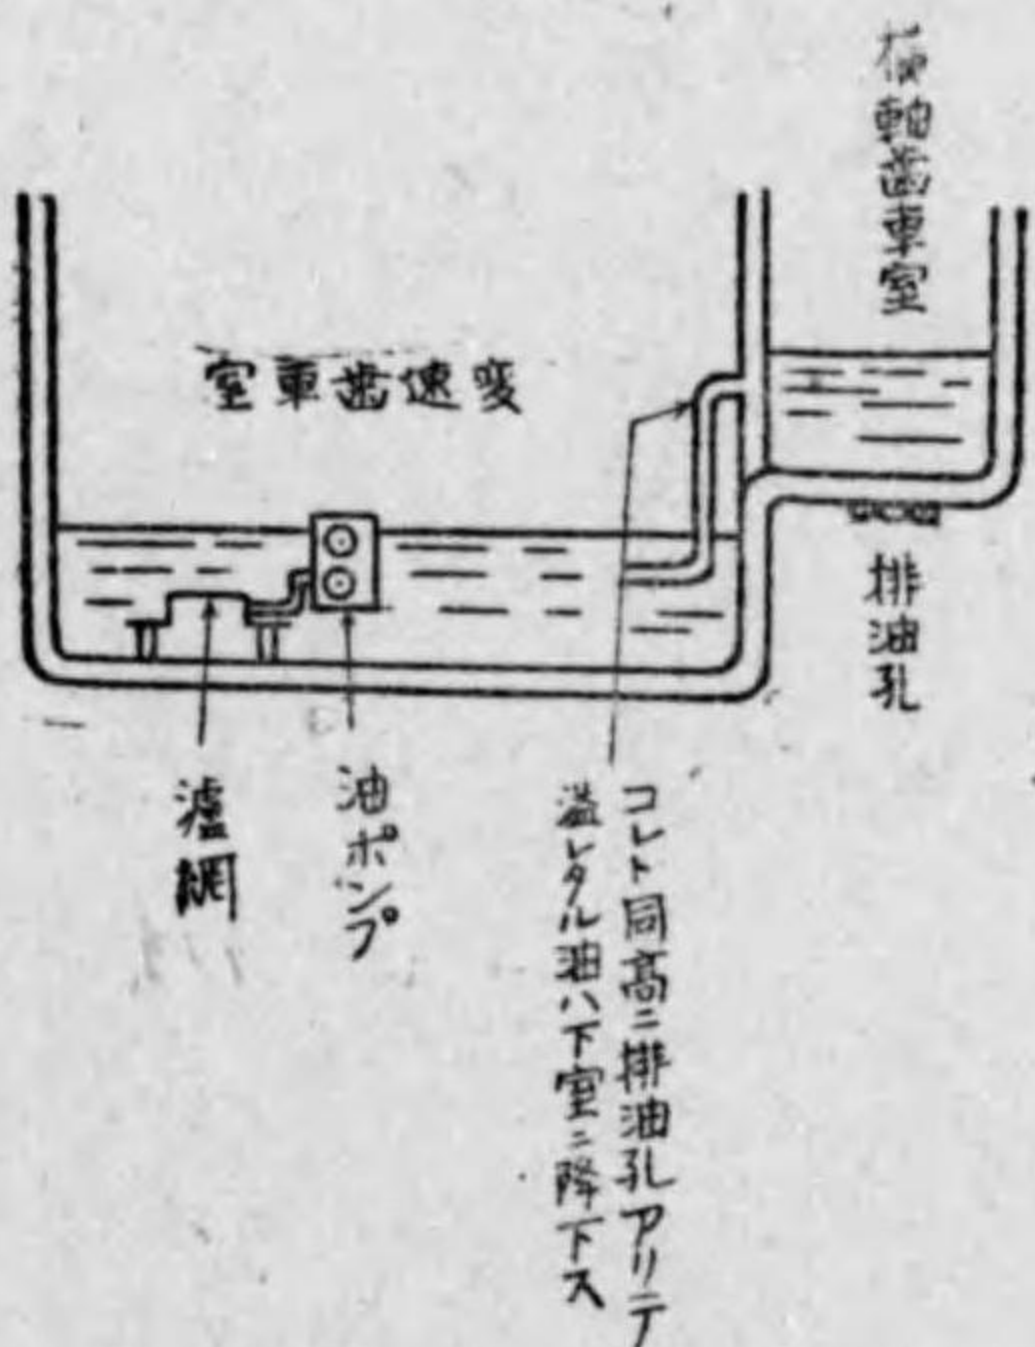 軸歯車室
変速歯車室
排油孔
コレト同高ニ排油孔アリテ
溢レタル油ハ下室ニ降下ス
油ポンプ
濾網